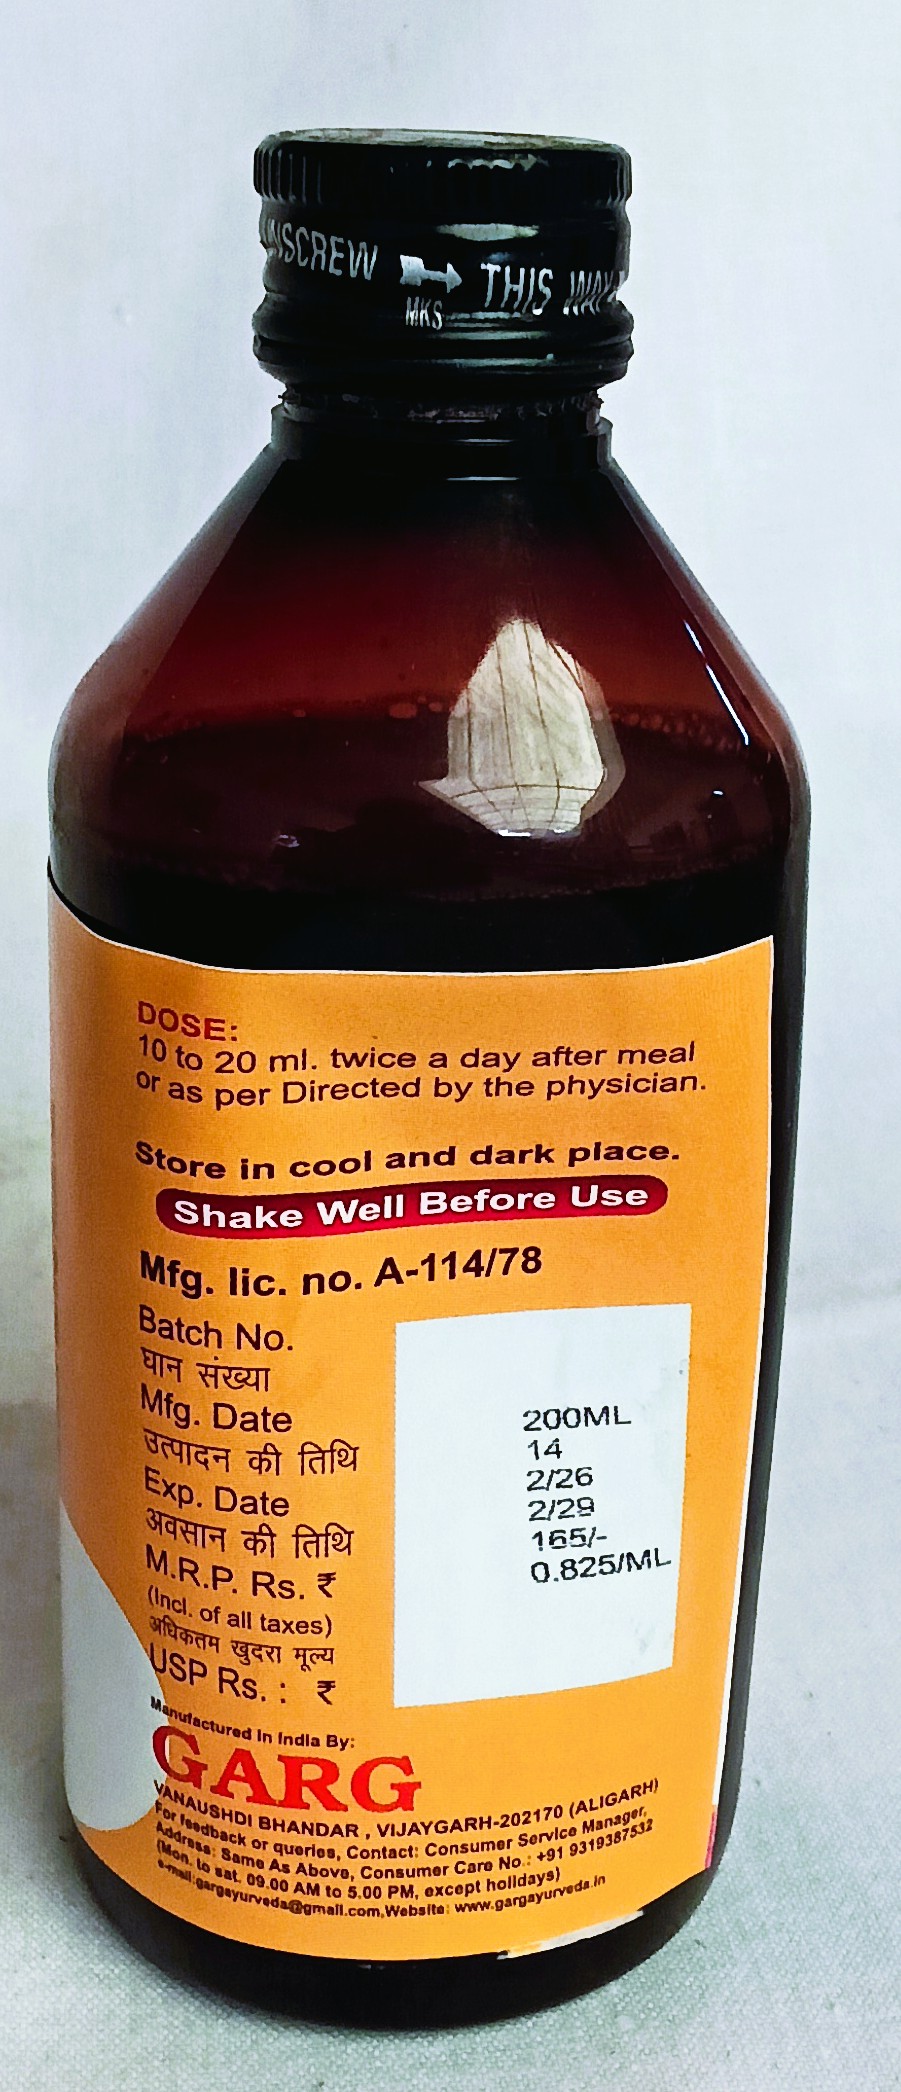 UNSCREW THIS WAY
MKS
DOSE:
10 to 20 ml. twice a day after meal
or as per Directed by the physician.
Store in cool and dark place.
Shake Well Before Use
Mfg. lic. no. A-114/78
Batch No.
घान संख्या
Mfg. Date
उत्पादन की तिथि
Exp. Date
अवसान की तिथि
M.R.P. Rs. ₹
(Incl. of all taxes)
अधिकतम खुदरा मूल्य
USP Rs. : ₹
200ML
14
2/26
2/29
165/-
0.825/ML
Manufactured in India By:
GARG
VANAUSHDI BHANDAR , VIJAYGARH-202170 (ALIGARH)
For feedback or queries, Contact: Consumer Service Manager,
Address: Same As Above, Consumer Care No.: +91 9319387532
(Mon. to sat. 09.00 AM to 5.00 PM, except holidays)
e-mail:gargayurveda@gmail.com,Website: www.gargayurveda.in